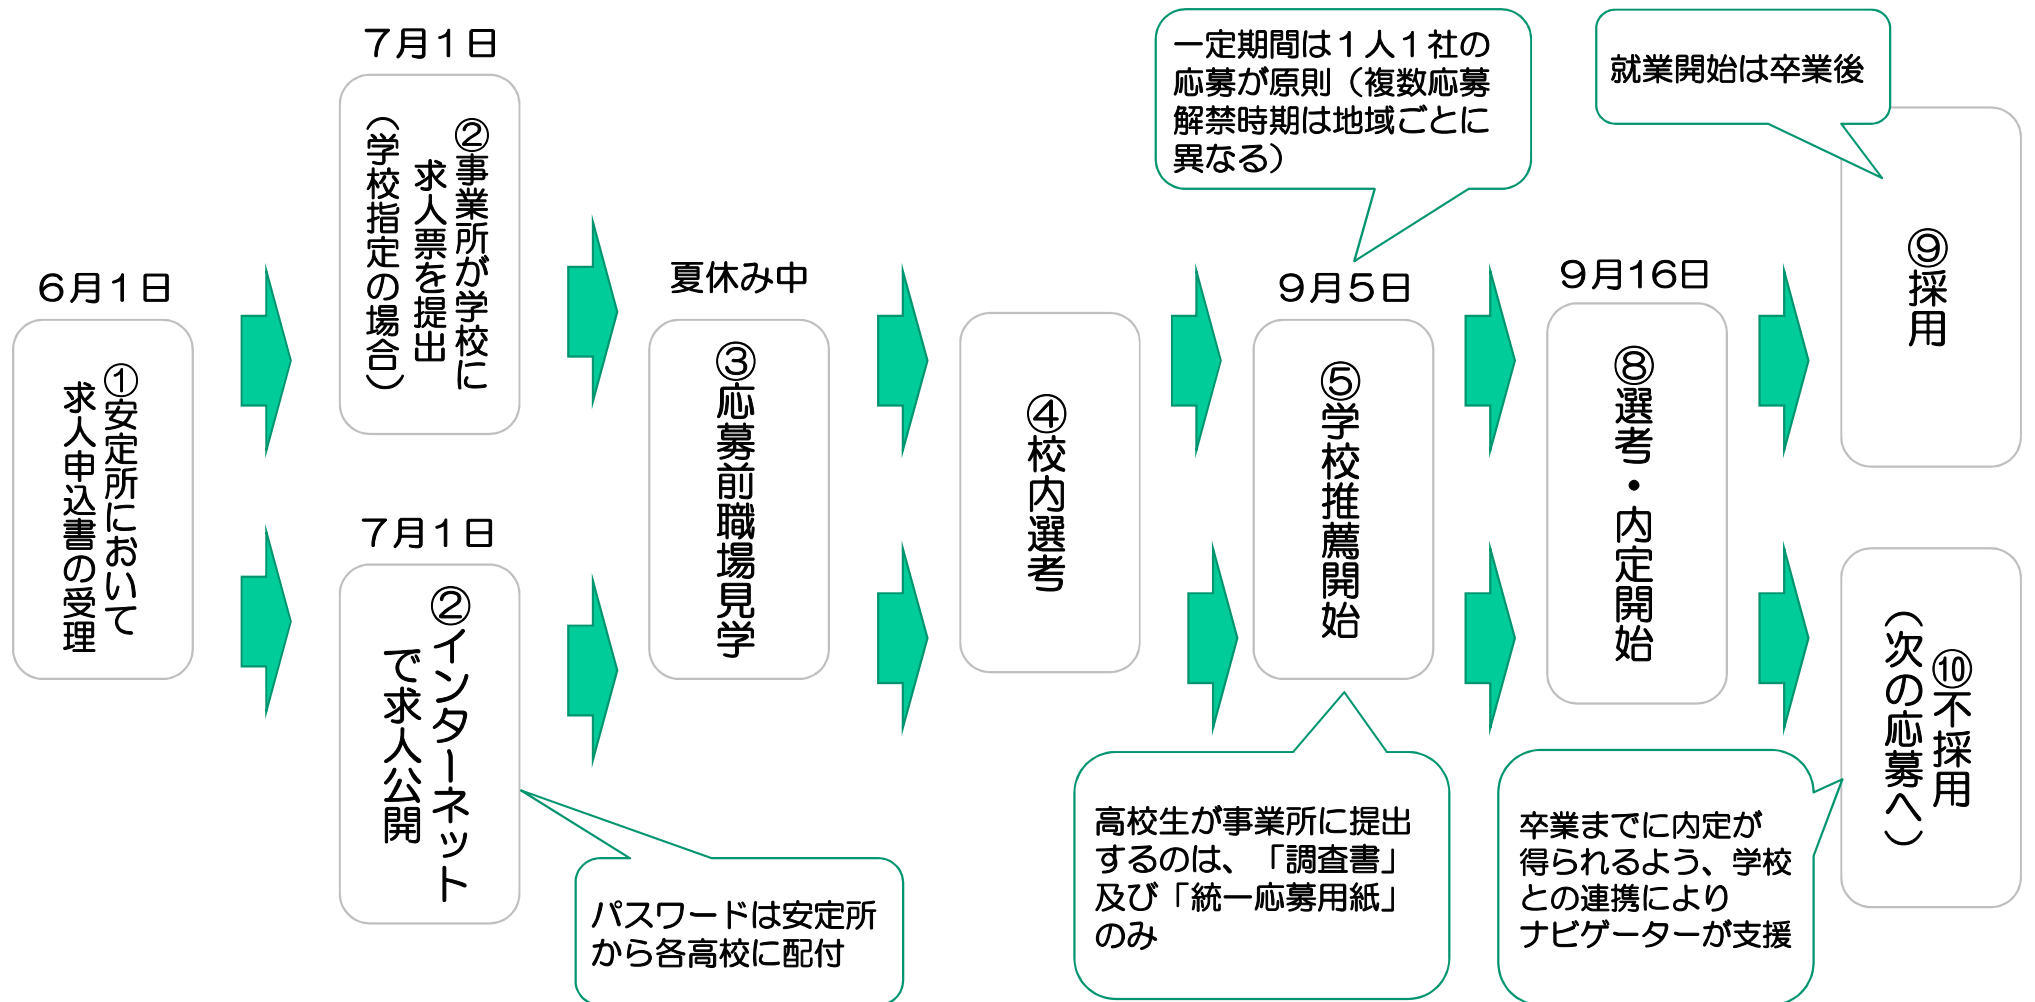 6月1日
①安定所において
求人申込書の受理
7月1日
②事業所が学校に
求人票を提出
（学校指定の場合）
7月1日
②インターネット
で求人公開
パスワードは安定所
から各高校に配付
夏休み中
③応募前職場見学
④校内選考
一定期間は1人1社の
応募が原則（複数応募
解禁時期は地域ごとに
異なる）
9月5日
⑤学校推薦開始
高校生が事業所に提出
するのは、「調査書」
及び「統一応募用紙」
のみ
9月16日
⑧選考・内定開始
就業開始は卒業後
⑨採用
⑩不採用
（次の応募へ）
卒業までに内定が
得られるよう、学校
との連携により
ナビゲーターが支援